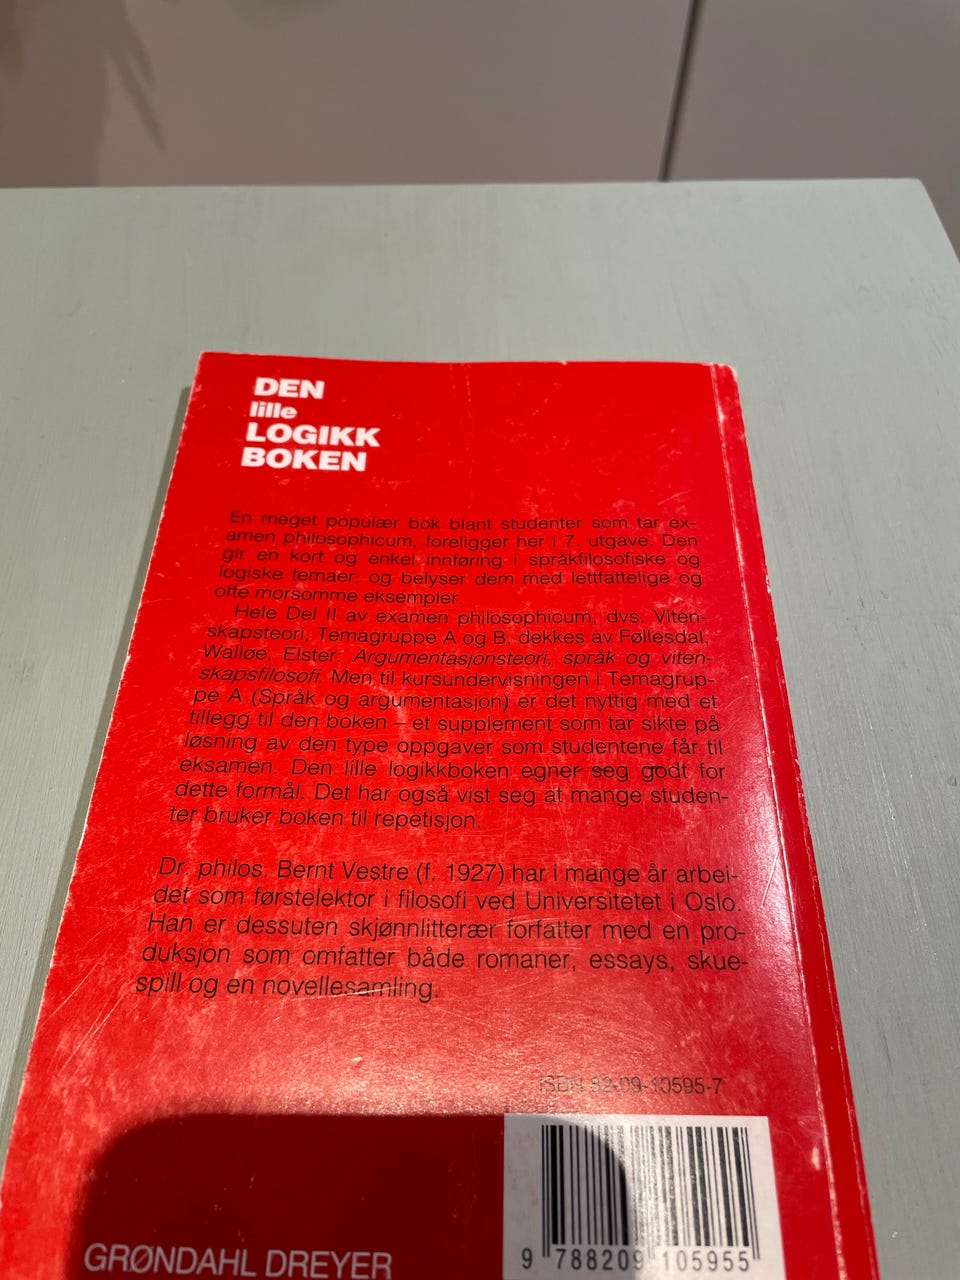 DEN
lille
LOGIKK
BOKEN
En meget populær bok blant studenter som tar ex-
amen philosophicum, foreligger her i 7. utgave. Den
gir en kort og enkel innføring i språkfilosofiske og
logiske temaer, og belyser dem med lettfattelige og
ofte morsomme eksempler.
Hele Del II av examen philosophicum, dvs. Viten-
skapsteori, Temagruppe A og B, dekkes av Føllesdal,
Walløe, Elster: Argumentasjonsteori, språk og viten-
skapsfilosofi. Men til kursundervisningen i Temagrup-
pe A (Språk og argumentasjon) er det nyttig med et
tillegg til den boken – et supplement som tar sikte på
løsning av den type oppgaver som studentene får til
eksamen. Den lille logikkboken egner seg godt for
dette formål. Det har også vist seg at mange studen-
ter bruker boken til repetisjon.
Dr. philos. Bernt Vestre (f. 1927) har i mange år arbei-
det som førstelektor i filosofi ved Universitetet i Oslo.
Han er dessuten skjønnlitterær forfatter med en pro-
duksjon som omfatter både romaner, essays, skue-
spill og en novellesamling.
ISBN 82-09-10595-7
9 788209 105955
GRØNDAHL DREYER